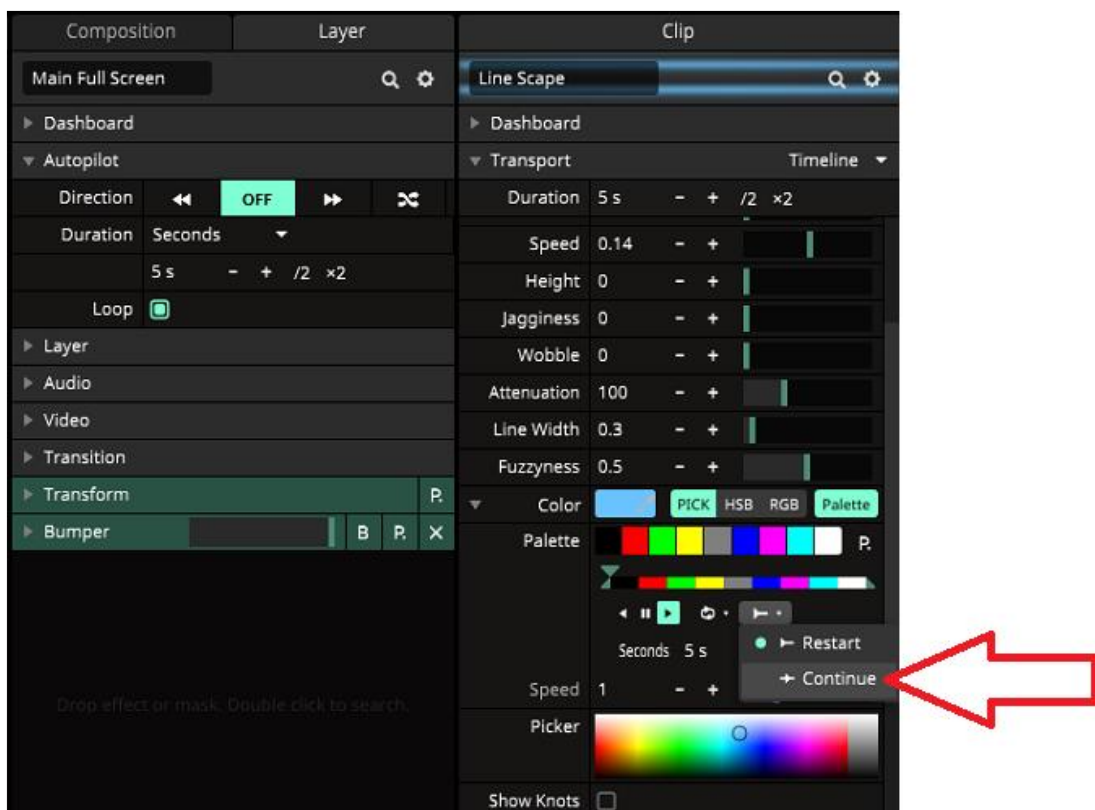 Composition Layer
Main Full Screen
Dashboard
Autopilot
Direction OFF
Duration Seconds
5 s - + /2 ×2
Loop
Layer
Audio
Video
Transition
Transform P.
Bumper B P. ×
Drop effect or mask. Double click to search.
Clip
Line Scape
Dashboard
Transport Timeline
Duration 5 s - + /2 ×2
Speed 0.14 - +
Height 0 - +
Jagginess 0 - +
Wobble 0 - +
Attenuation 100 - +
Line Width 0.3 - +
Fuzzyness 0.5 - +
Color PICK HSB RGB Palette
Palette P.
Restart
Seconds 5 s
Continue
Speed 1 - +
Picker
Show Knots